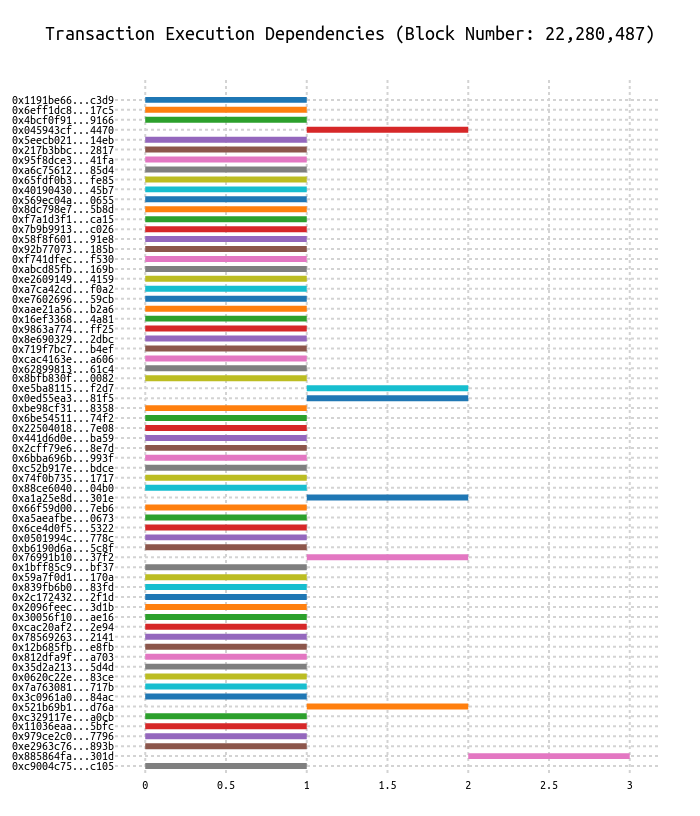 Transaction Execution Dependencies (Block Number: 22,280,487)
0x1191be66...c3d9
0x6eff1dc8...17c5
0x4bcf0f91...9166
0x045943cf...4470
0x5eecb021...14eb
0x217b3bbc...2817
0x95f8dce3...41fa
0xa6c75612...85d4
0x65fdf0b3...fe85
0x40190430...45b7
0x569ec04a...0655
0x8dc798e7...5b8d
0xf7a1d3f1...ca15
0x7b9b9913...c026
0x58f8f601...91e8
0x92b77073...185b
0xf741dfec...f530
0xabcd85fb...169b
0xe2609149...4159
0xa7ca42cd...f0a2
0xe7602696...59cb
0xaae21a56...b2a6
0x16ef3368...4a81
0x9863a774...ff25
0x8e690329...2dbc
0x719f7bc7...b4ef
0xcac4163e...a606
0x62899813...61c4
0x8bfb830f...0082
0xe5ba8115...f2d7
0x0ed55ea3...81f5
0xbe98cf31...8358
0x6be54511...74f2
0x22504018...7e08
0x441d6d0e...ba59
0x2cff79e6...8e7d
0x6bba696b...993f
0xc52b917e...bdce
0x74f0b735...1717
0x88ce6040...04b0
0xa1a25e8d...301e
0x66f59d00...7eb6
0xa5aeafbe...0673
0x6ce4d0f5...5322
0x0501994c...778c
0xb6190d6a...5c8f
0x76991b10...37f2
0x1bff85c9...bf37
0x59a7f0d1...170a
0x839fb6b0...83fd
0x2c172432...2f1d
0x2096feec...3d1b
0x30056f10...ae16
0xcac20af2...2e94
0x78569263...2141
0x12b685fb...e8fb
0x812dfa9f...a703
0x35d2a213...5d4d
0x0620c22e...83ce
0x7a763081...717b
0x3c0961a0...84ac
0x521b69b1...d76a
0xc329117e...a0cb
0x11036eaa...5bfc
0x979ce2c0...7796
0xe2963c76...893b
0x885864fa...301d
0xc9004c75...c105
0 0.5 1 1.5 2 2.5 3